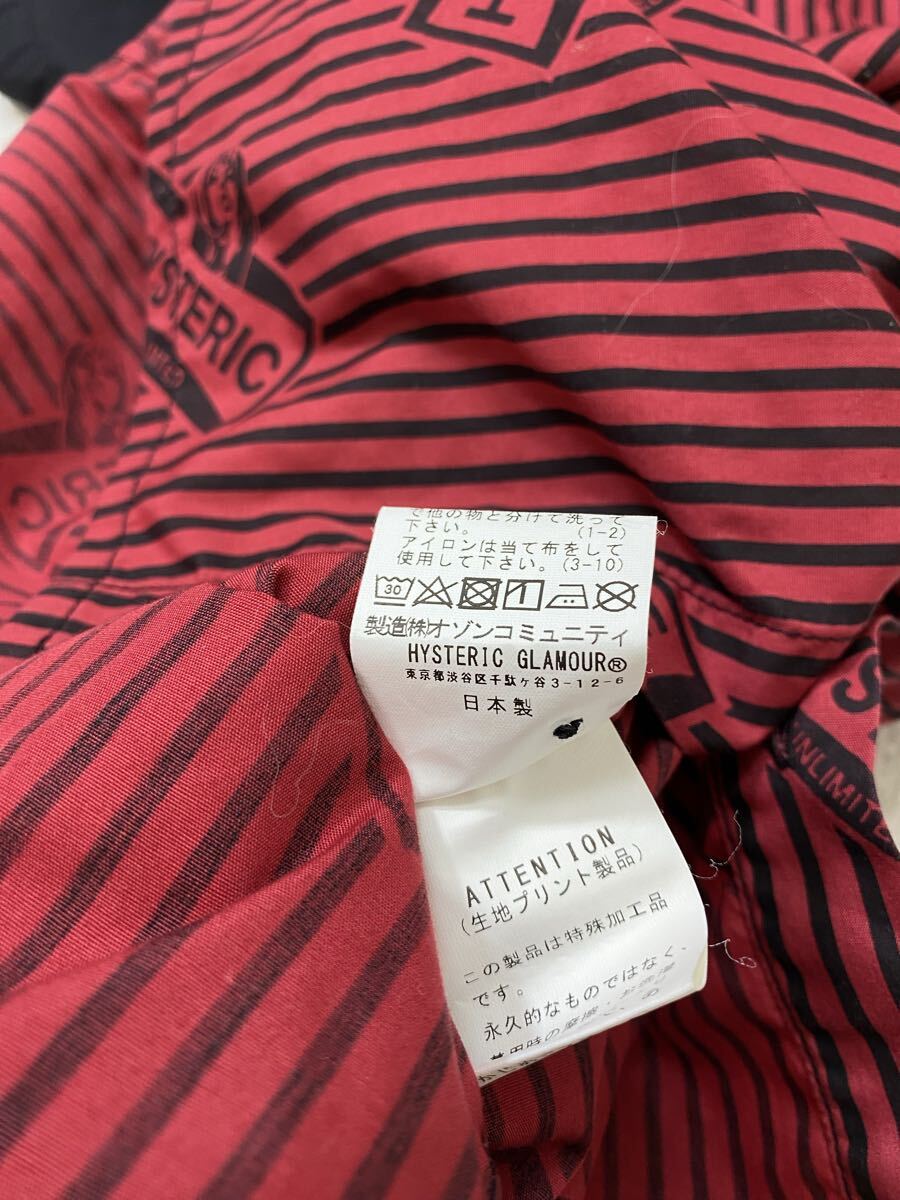 HYSTERIC
で他の物と分けて洗って
下さい。 (1-2)
アイロンは当て布をして
使用して下さい。(3-10)
30
製造(株)オゾンコミュニティ
HYSTERIC GLAMOUR®
東京都渋谷区千駄ヶ谷3-12-6
日本製
ATTENTION
(生地プリント製品)
この製品は特殊加工品
です。
永久的なものではなく、
UNLIMITE